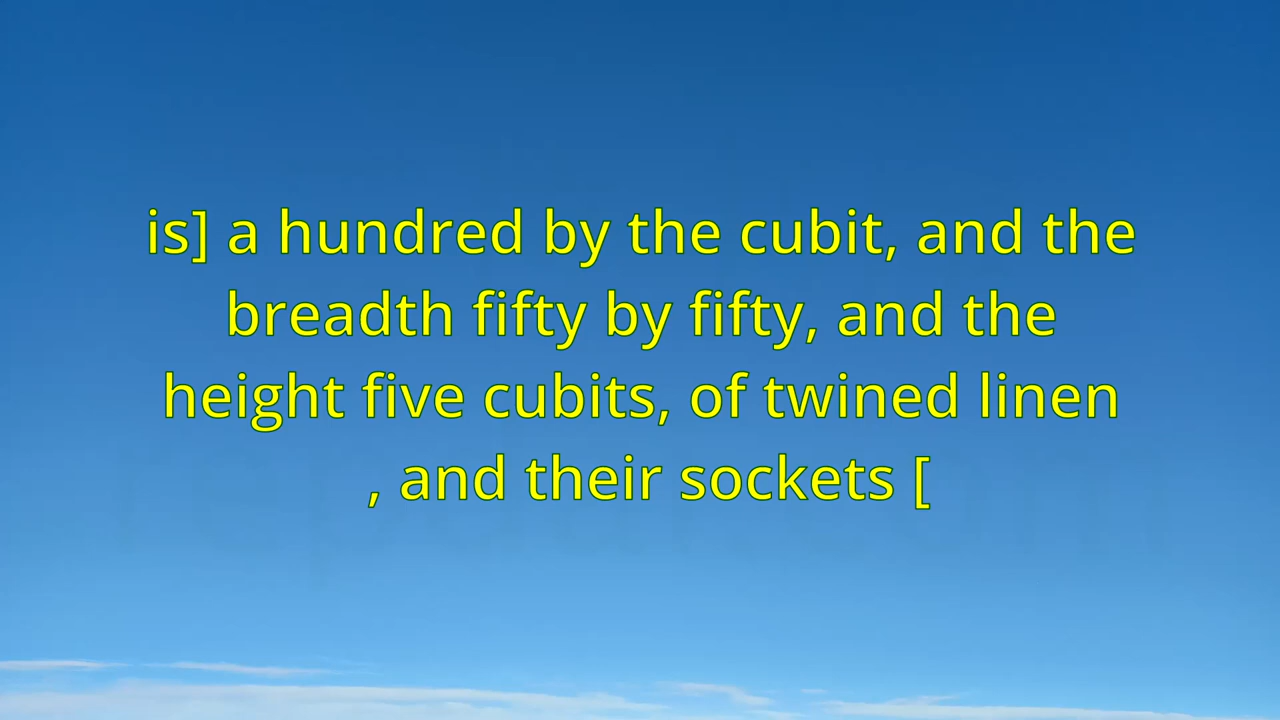 is] a hundred by the cubit, and the
breadth fifty by fifty, and the
height five cubits, of twined linen
, and their sockets [